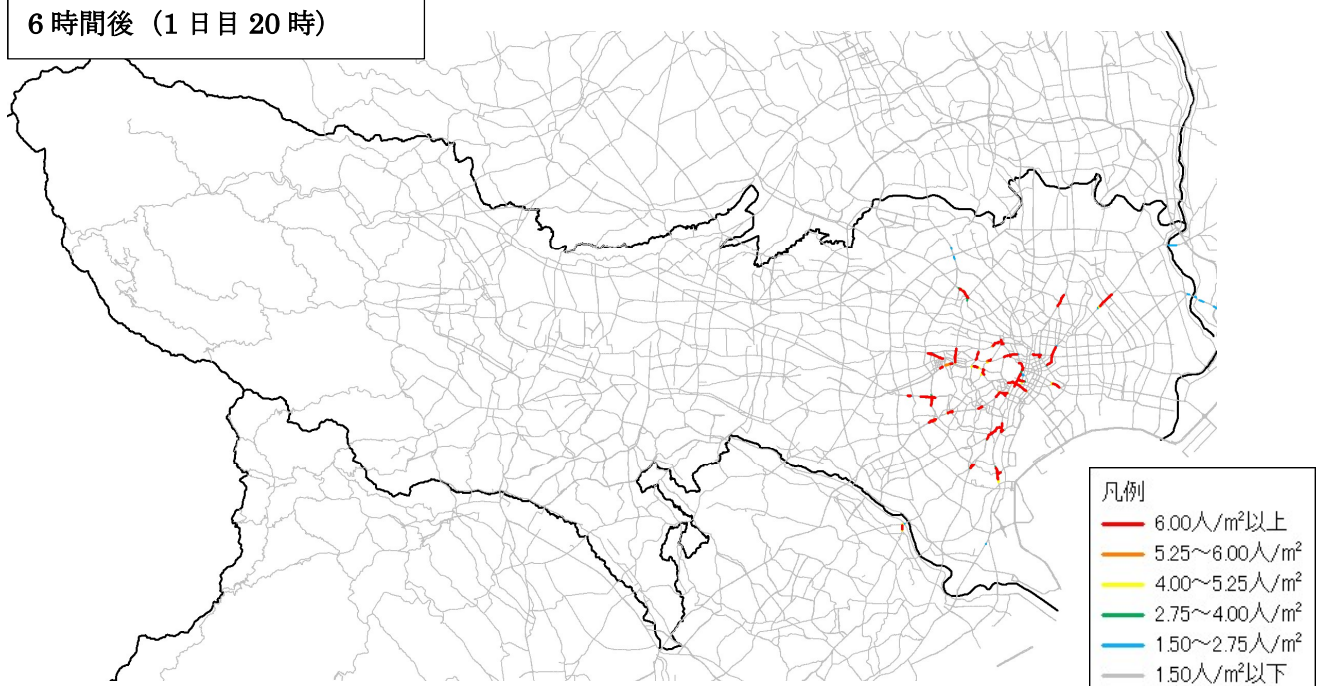 6時間後（1日目20時）
凡例
6.00人/m²以上
5.25～6.00人/m²
4.00～5.25人/m²
2.75～4.00人/m²
1.50～2.75人/m²
1.50人/m²以下